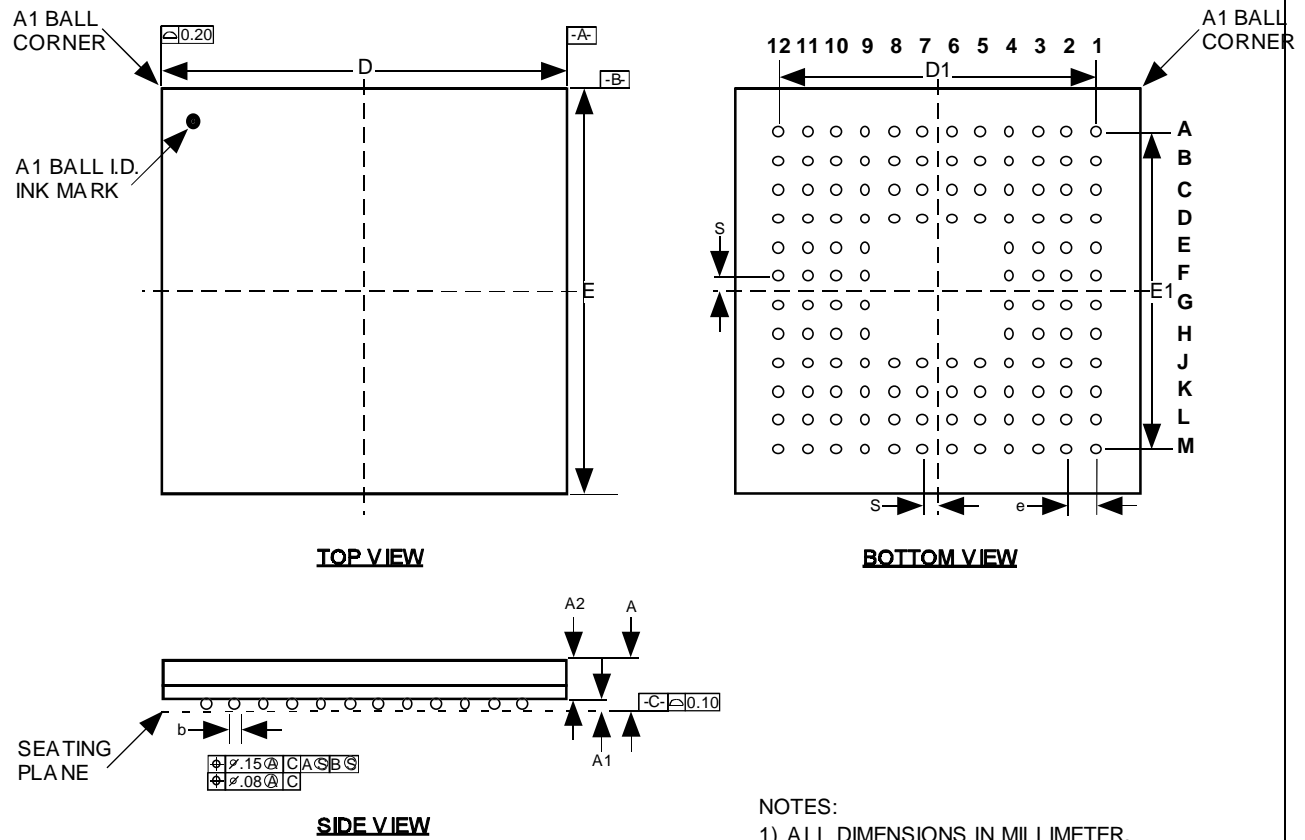 A1 BALL
CORNER
0.20
-A-
D
-B-
A1 BALL I.D.
INK MARK
E
TOP VIEW
A1 BALL
CORNER
12 11 10 9 8 7 6 5 4 3 2 1
D1
A
B
C
D
E
F
G
H
J
K
L
M
S
E1
S
e
BOTTOM VIEW
A2
A
-C- 0.10
b
A1
SEATING
PLANE
⌖ ⌀.15 Ⓐ C A Ⓢ B Ⓢ
⌖ ⌀.08 Ⓐ C
SIDE VIEW
NOTES:
1) ALL DIMENSIONS IN MILLIMETER.